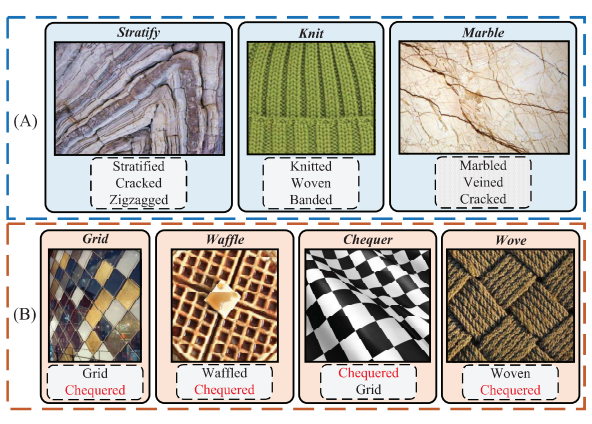 Stratify
Knit
Marble
(A)
Stratified
Cracked
Zigzagged
Knitted
Woven
Banded
Marbled
Veined
Cracked
Grid
Waffle
Chequer
Wove
(B)
Grid
Chequered
Waffled
Chequered
Chequered
Grid
Woven
Chequered